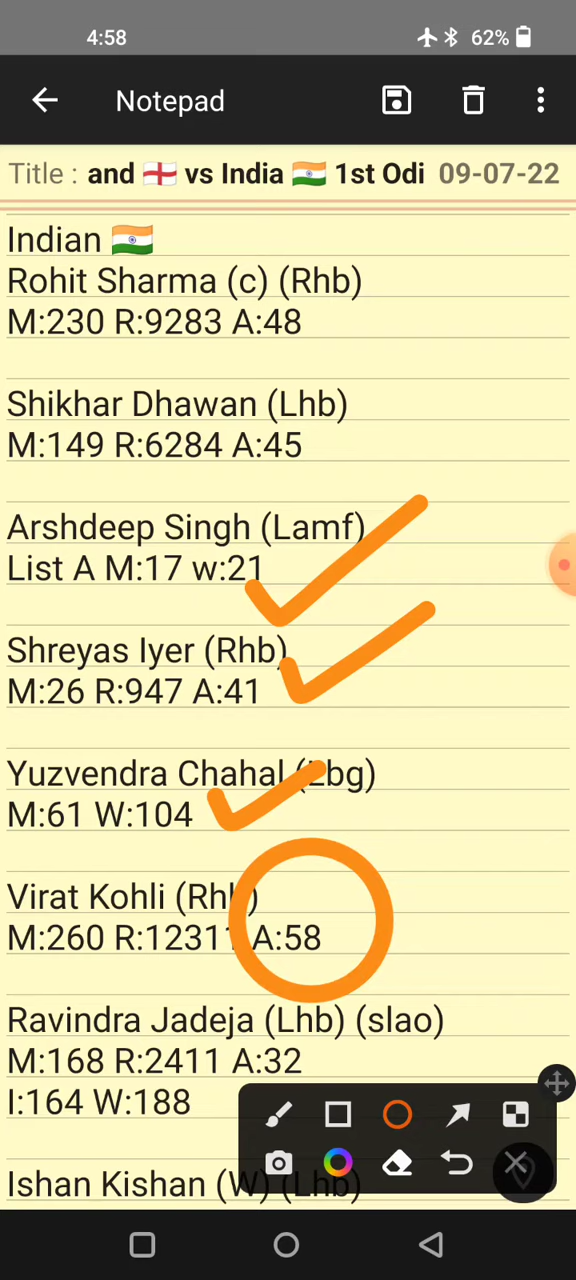 4:58 62%
Notepad
Title : and 🏴󠁧󠁢󠁥󠁮󠁧󠁿 vs India 🇮🇳 1st Odi 09-07-22
Indian 🇮🇳
Rohit Sharma (c) (Rhb)
M:230 R:9283 A:48
Shikhar Dhawan (Lhb)
M:149 R:6284 A:45
Arshdeep Singh (Lamf)
List A M:17 w:21
Shreyas Iyer (Rhb)
M:26 R:947 A:41
Yuzvendra Chahal (Lbg)
M:61 W:104
Virat Kohli (Rhb)
M:260 R:12311 A:58
Ravindra Jadeja (Lhb) (slao)
M:168 R:2411 A:32
I:164 W:188
Ishan Kishan (W) (Lhb)